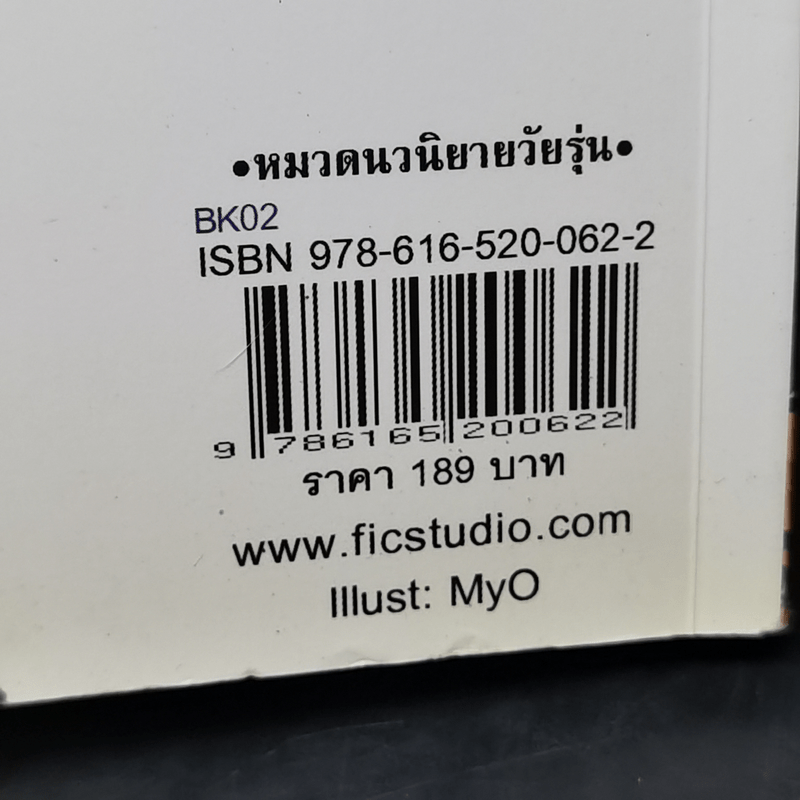 •หมวดนวนิยายวัยรุ่น•
BK02
ISBN 978-616-520-062-2
9 786165 200622
ราคา 189 บาท
www.ficstudio.com
Illust: MyO